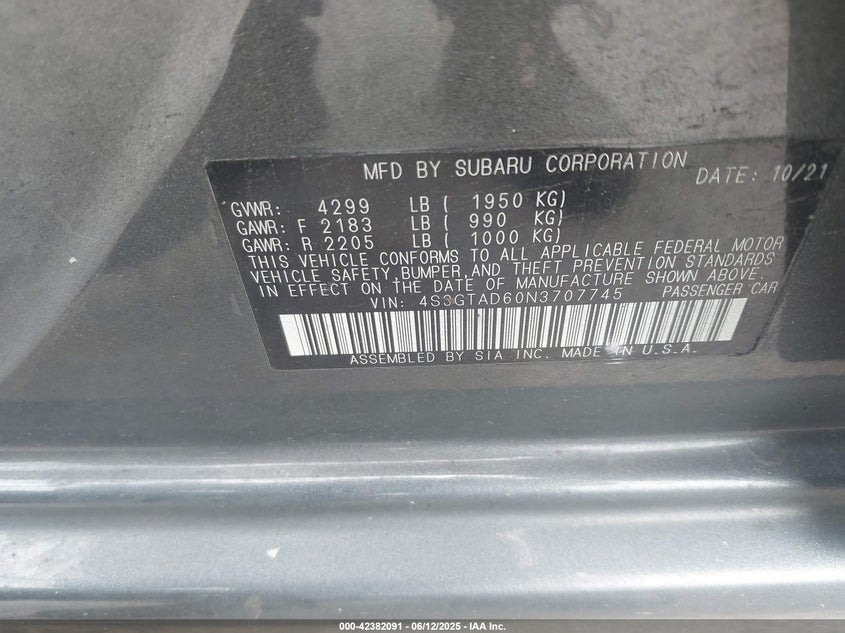 MFD BY SUBARU CORPORATION DATE: 10/21
GVWR: 4299 LB ( 1950 KG)
GAWR: F 2183 LB ( 990 KG)
GAWR: R 2205 LB ( 1000 KG)
THIS VEHICLE CONFORMS TO ALL APPLICABLE FEDERAL MOTOR
VEHICLE SAFETY, BUMPER, AND THEFT PREVENTION STANDARDS
IN EFFECT ON THE DATE OF MANUFACTURE SHOWN ABOVE.
VIN: 4S3GTAD60N3707745 PASSENGER CAR
ASSEMBLED BY SIA INC. MADE IN U.S.A.
000-42382091 - 06/12/2025 - IAA Inc.